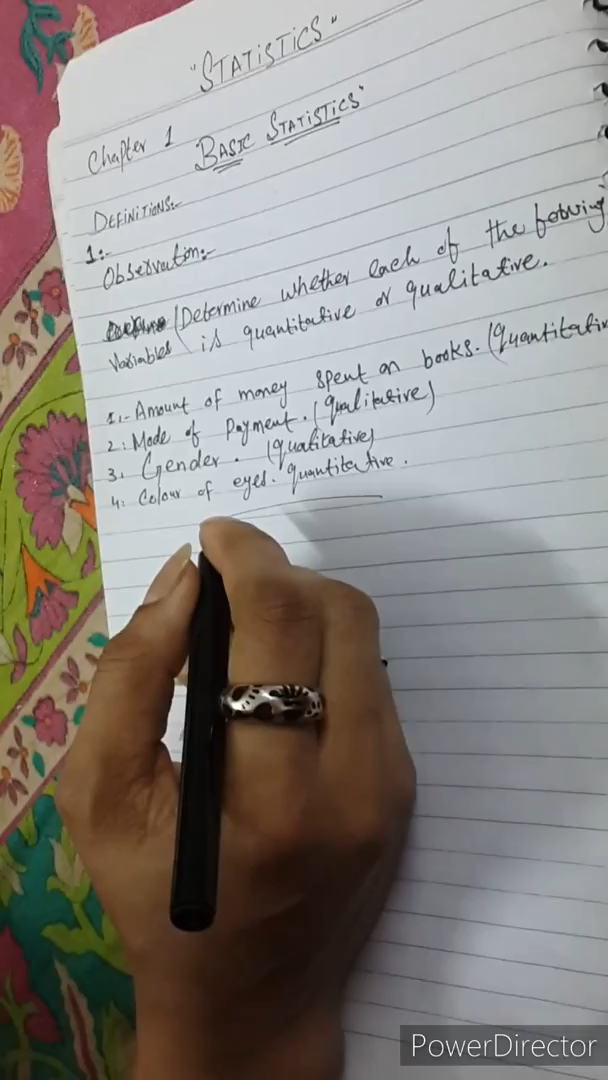 "STATISTICS"
Chapter 1
BASIC STATISTICS"
DEFINITIONS:-
1:-
Observation:-
Variables (Determine whether each of the
is quantitative or qualitative.
1:- Amount of money spent on books. (quantitativ
2: Mode of Payment. (qualitative)
3. Gender. (qualitative)
4: Colour of eyes. quantitative.
PowerDirector